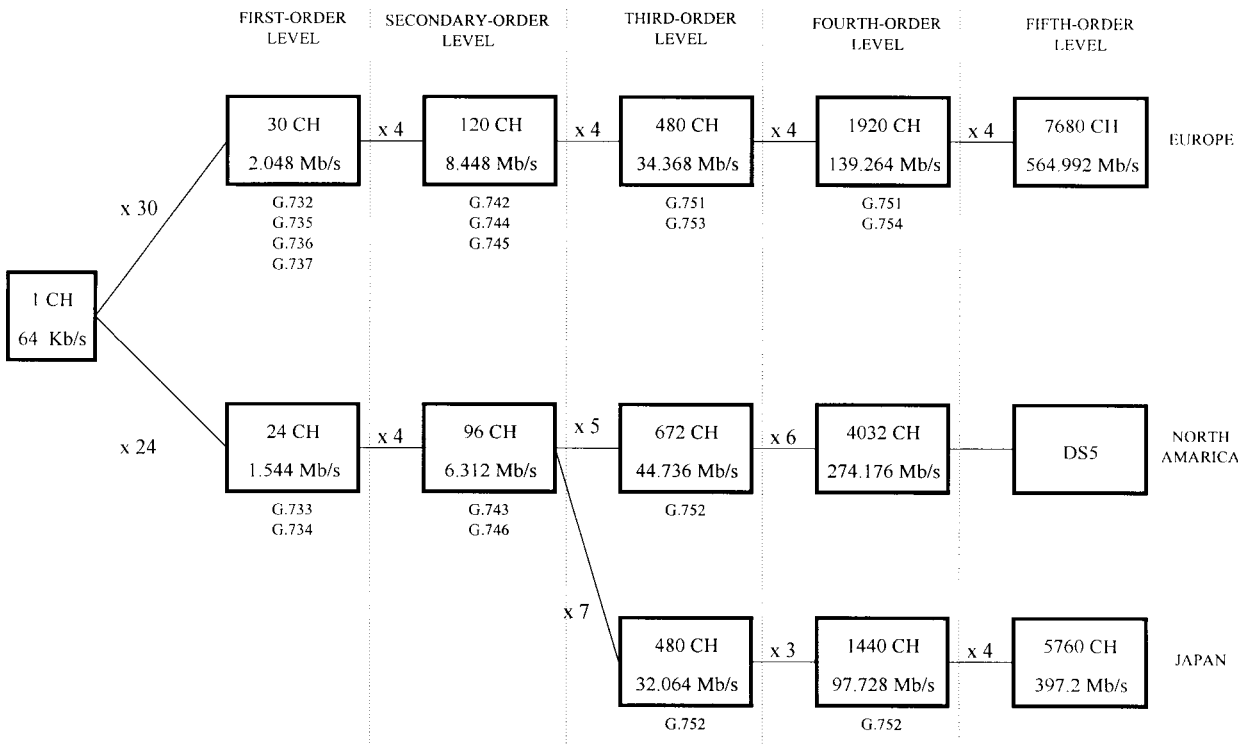 FIRST-ORDER
LEVEL
SECONDARY-ORDER
LEVEL
THIRD-ORDER
LEVEL
FOURTH-ORDER
LEVEL
FIFTH-ORDER
LEVEL
30 CH
2.048 Mb/s
x 4
120 CH
8.448 Mb/s
x 4
480 CH
34.368 Mb/s
x 4
1920 CH
139.264 Mb/s
x 4
7680 CH
564.992 Mb/s
EUROPE
G.732
G.735
G.736
G.737
G.742
G.744
G.745
G.751
G.753
G.751
G.754
x 30
1 CH
64 Kb/s
x 24
24 CH
1.544 Mb/s
x 4
96 CH
6.312 Mb/s
x 5
672 CH
44.736 Mb/s
x 6
4032 CH
274.176 Mb/s
DS5
NORTH
AMARICA
G.733
G.734
G.743
G.746
G.752
x 7
480 CH
32.064 Mb/s
x 3
1440 CH
97.728 Mb/s
x 4
5760 CH
397.2 Mb/s
JAPAN
G.752
G.752